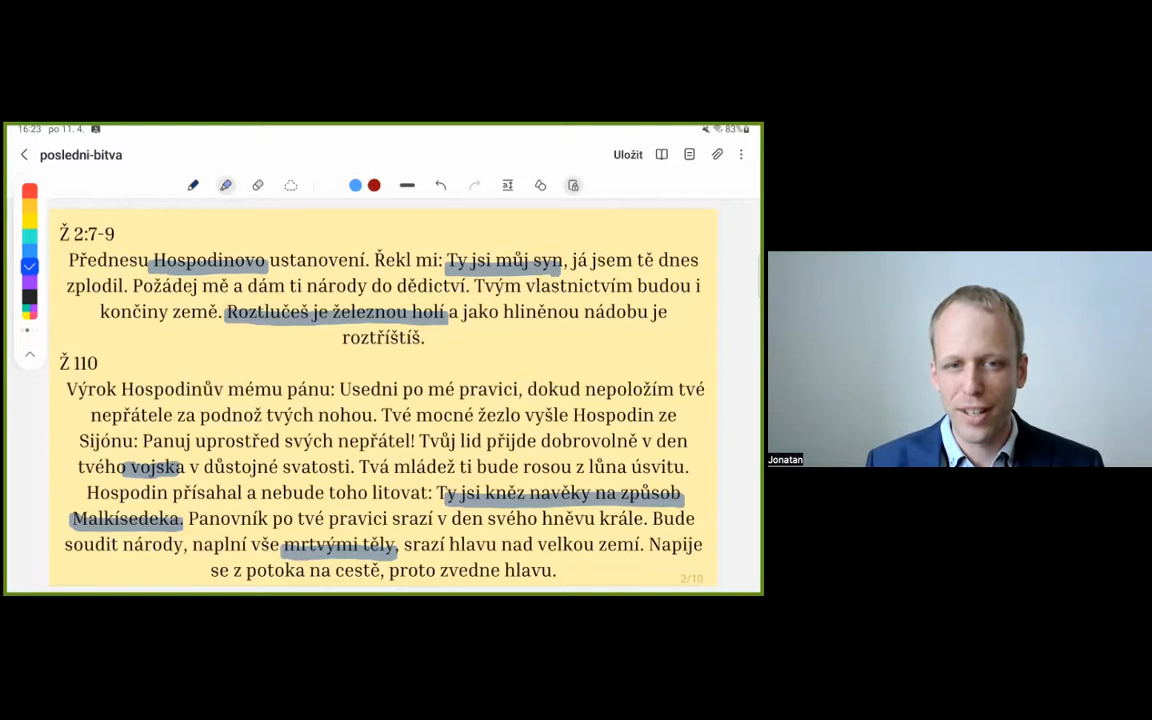 16:23 po 11. 4.
83%
posledni-bitva
Uložit
Ž 2:7-9
Přednesu Hospodinovo ustanovení. Řekl mi: Ty jsi můj syn, já jsem tě dnes
zplodil. Požádej mě a dám ti národy do dědictví. Tvým vlastnictvím budou i
končiny země. Roztlučeš je železnou holí a jako hliněnou nádobu je
roztříštíš.
Ž 110
Výrok Hospodinův mému pánu: Usedni po mé pravici, dokud nepoložím tvé
nepřátele za podnož tvých nohou. Tvé mocné žezlo vyšle Hospodin ze
Sijónu: Panuj uprostřed svých nepřátel! Tvůj lid přijde dobrovolně v den
tvého vojska v důstojné svatosti. Tvá mládež ti bude rosou z lůna úsvitu.
Hospodin přísahal a nebude toho litovat: Ty jsi kněz navěky na způsob
Malkísedeka. Panovník po tvé pravici srazí v den svého hněvu krále. Bude
soudit národy, naplní vše mrtvými těly, srazí hlavu nad velkou zemí. Napije
se z potoka na cestě, proto zvedne hlavu.
2/10
Jonatan